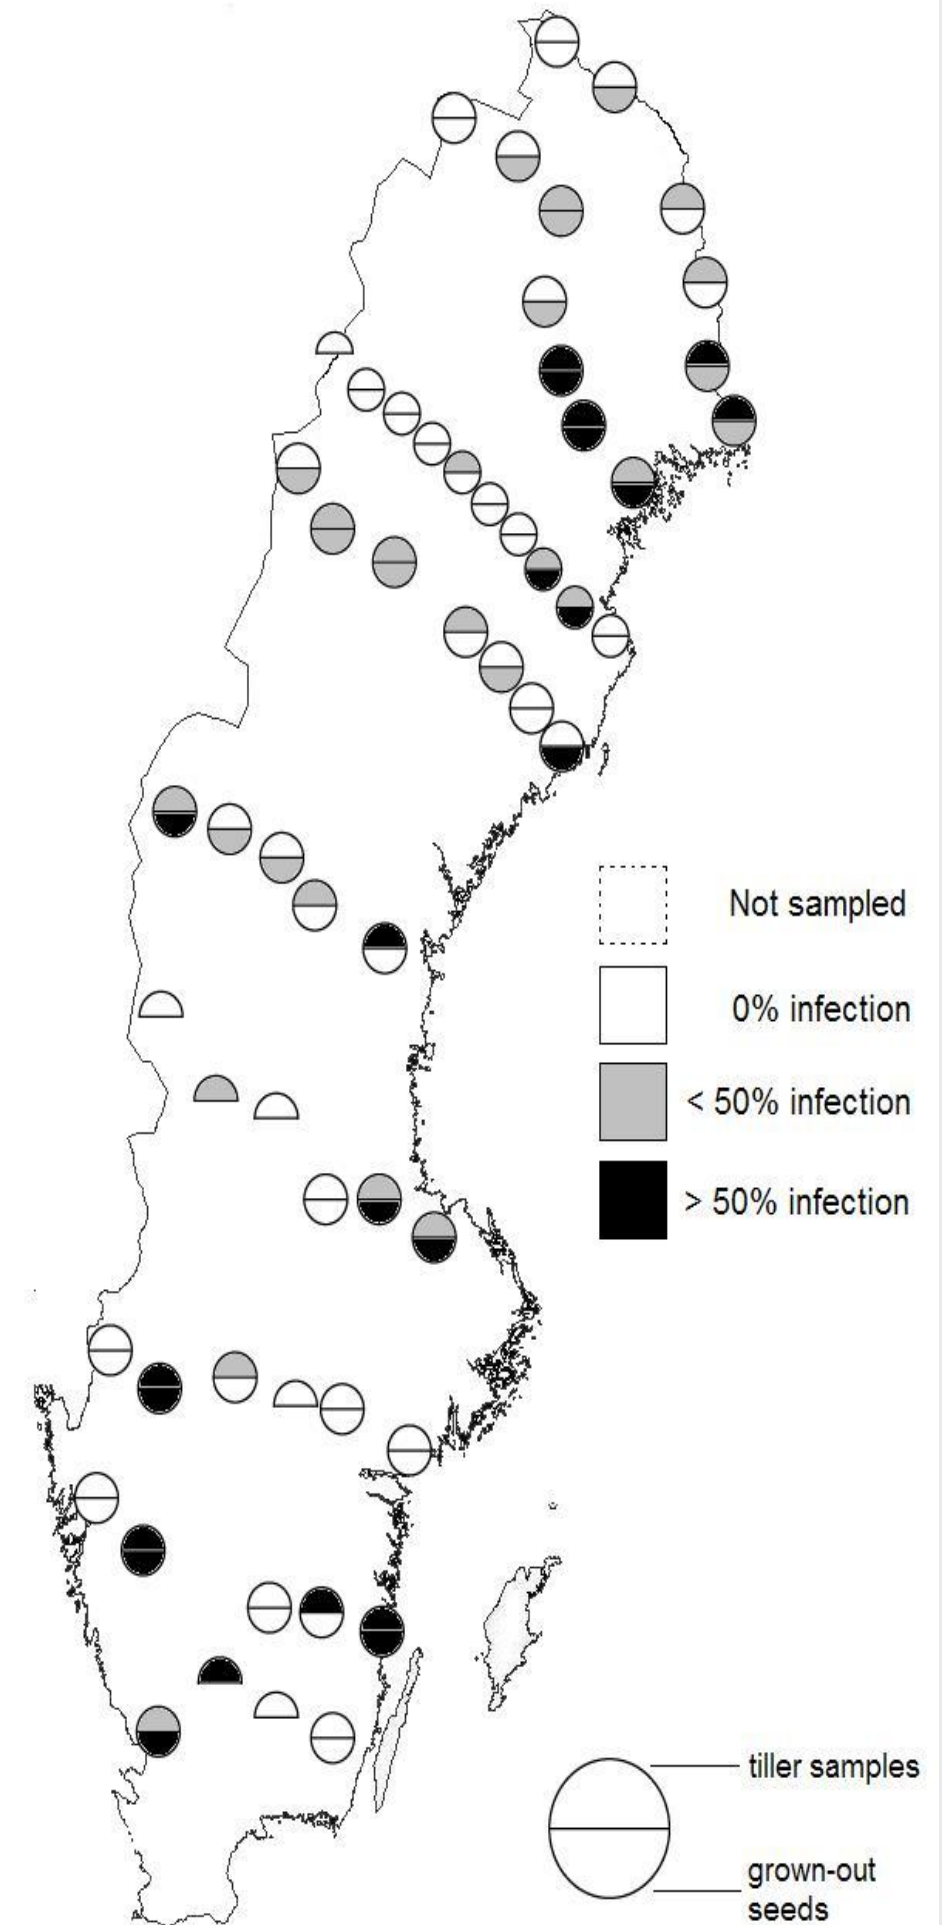 Not sampled
0% infection
< 50% infection
> 50% infection
tiller samples
grown-out
seeds